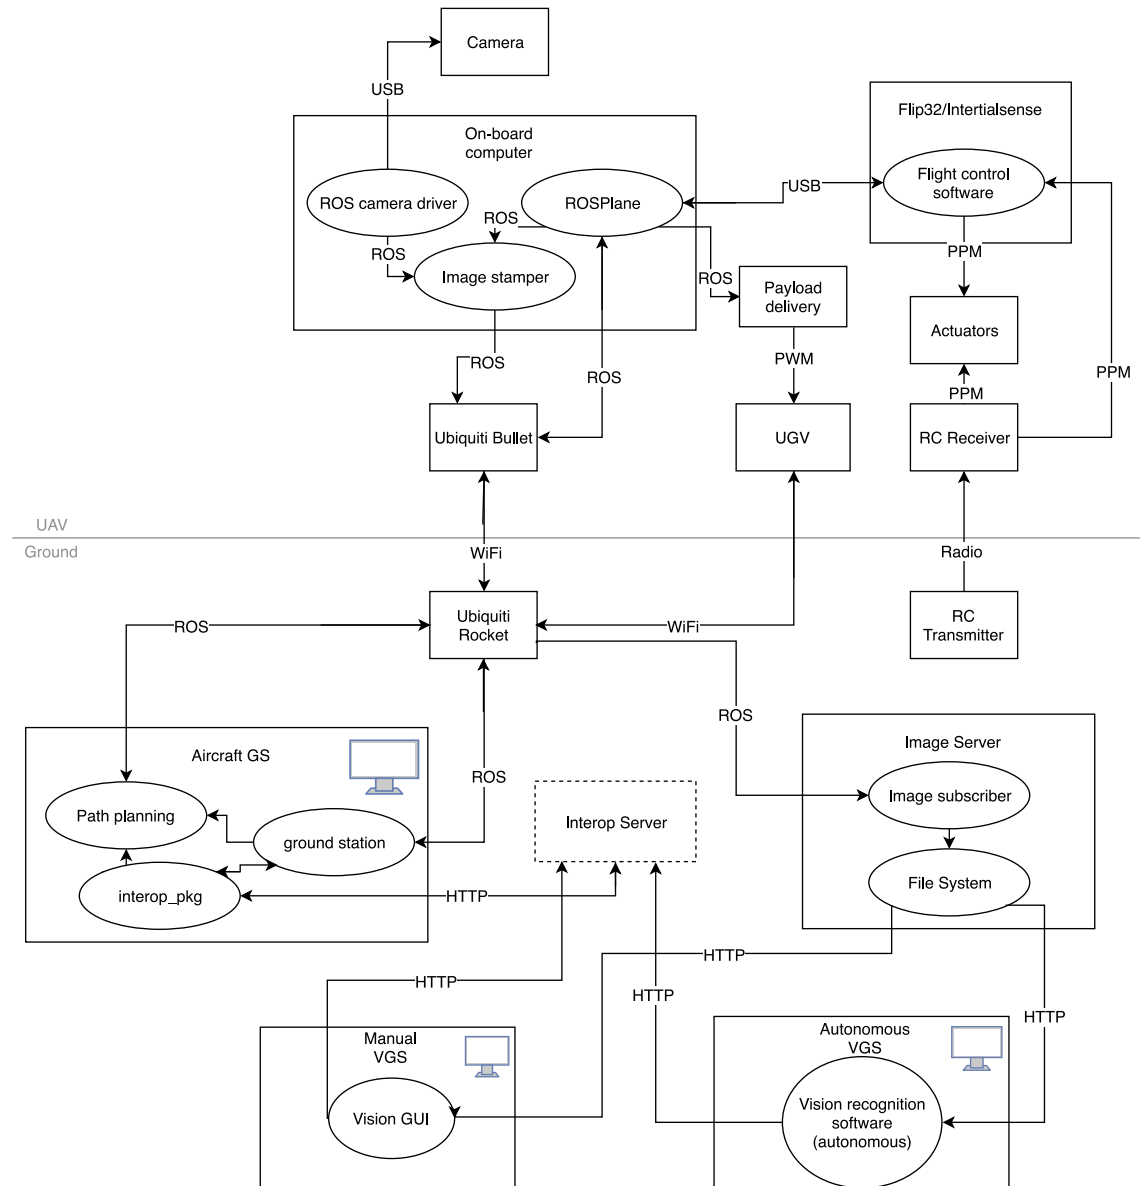 Camera
USB
Flip32/Intertialsense
On-board
computer
Flight control
software
USB
ROS camera driver
ROSPlane
ROS
ROS
Image stamper
ROS
PPM
Payload
delivery
Actuators
ROS
ROS
PWM
PPM
PPM
Ubiquiti Bullet
UGV
RC Receiver
UAV
Ground
WiFi
Radio
Ubiquiti
Rocket
ROS
WiFi
RC
Transmitter
ROS
Aircraft GS
Image Server
ROS
Path planning
ground station
Interop Server
Image subscriber
interop_pkg
HTTP
File System
HTTP
HTTP
HTTP
HTTP
Manual
VGS
Autonomous
VGS
Vision GUI
Vision recognition
software
(autonomous)